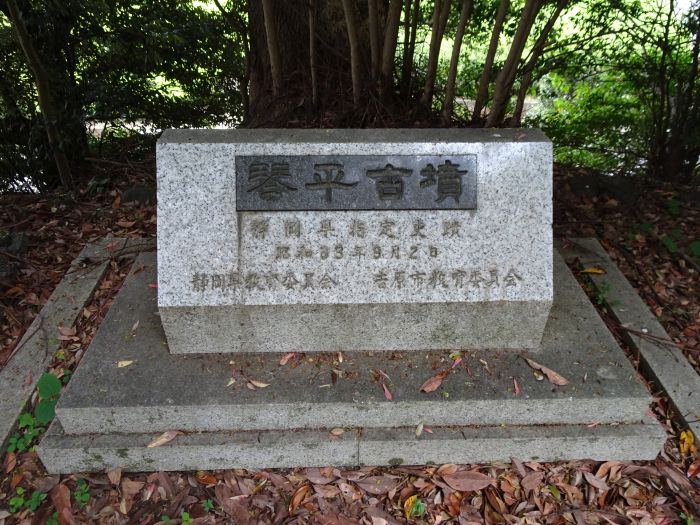 琴平古墳
静岡県指定史跡
昭和33年9月2日
静岡県教育委員会　吉原市教育委員会